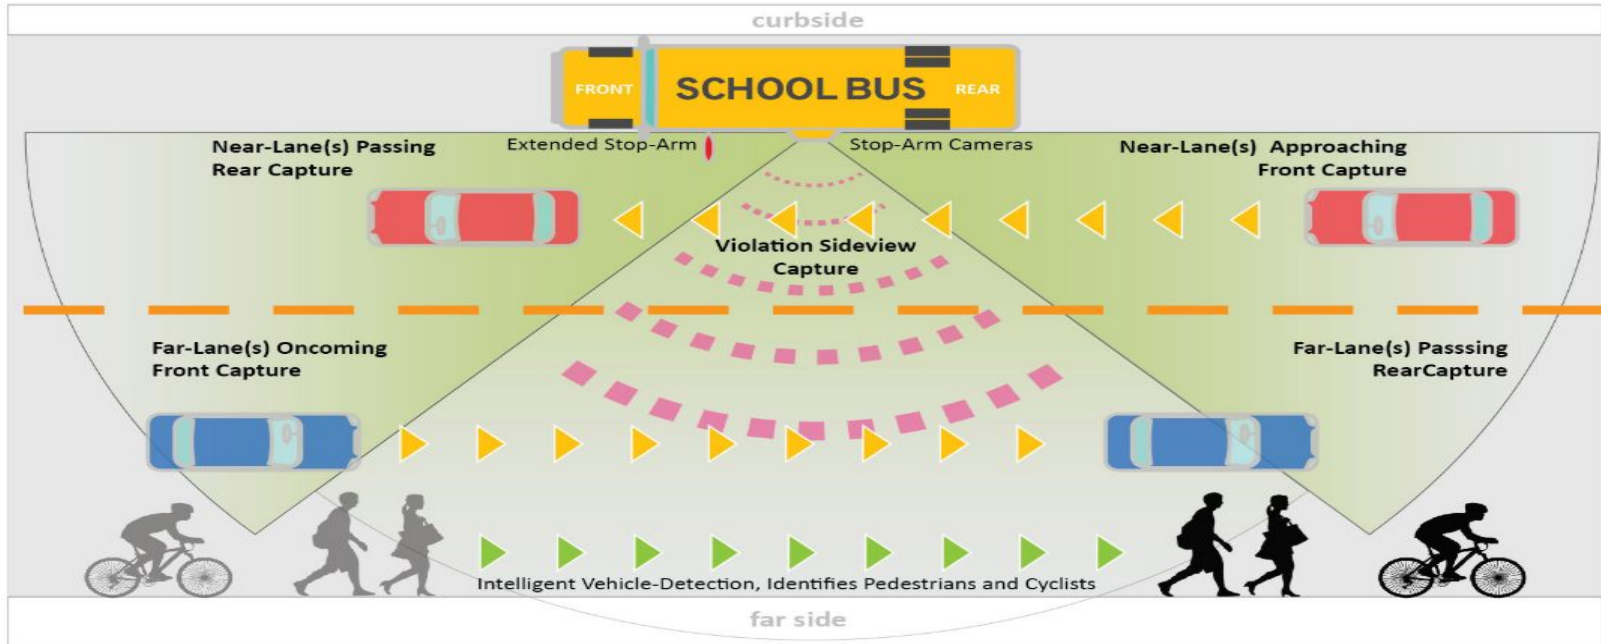 curbside
FRONT
SCHOOL BUS
REAR
Extended Stop-Arm
Stop-Arm Cameras
Near-Lane(s) Passing
Rear Capture
Near-Lane(s) Approaching
Front Capture
Violation Sideview
Capture
Far-Lane(s) Oncoming
Front Capture
Far-Lane(s) Passsing
RearCapture
Intelligent Vehicle-Detection, Identifies Pedestrians and Cyclists
far side